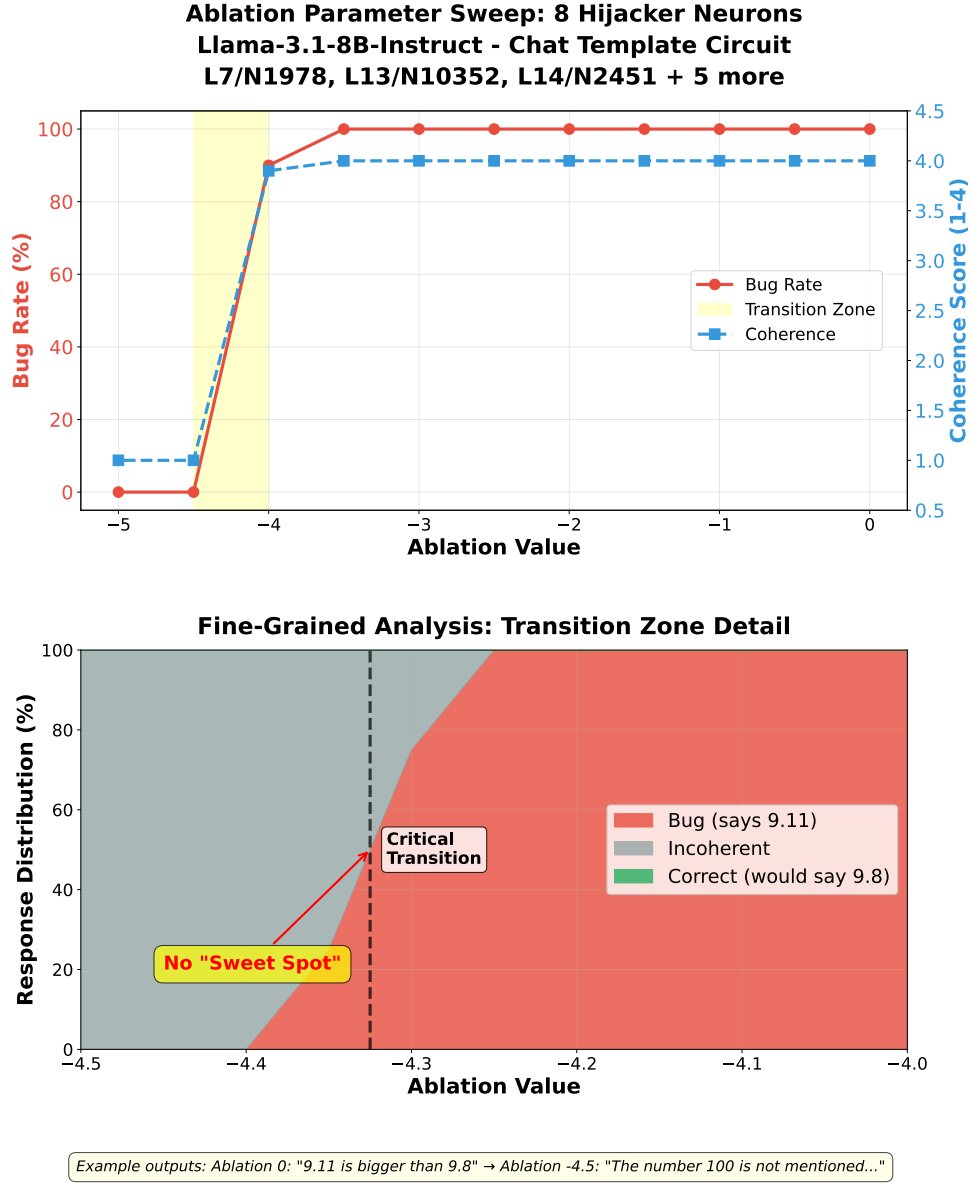 Ablation Parameter Sweep: 8 Hijacker Neurons
Llama-3.1-8B-Instruct - Chat Template Circuit
L7/N1978, L13/N10352, L14/N2451 + 5 more
Bug Rate (%)
100
80
60
40
20
0
4.5
4.0
3.5
3.0
2.5
2.0
1.5
1.0
0.5
Coherence Score (1-4)
Bug Rate
Transition Zone
Coherence
−5
−4
−3
−2
−1
0
Ablation Value
Fine-Grained Analysis: Transition Zone Detail
Response Distribution (%)
100
80
60
40
20
0
Critical
Transition
No "Sweet Spot"
Bug (says 9.11)
Incoherent
Correct (would say 9.8)
−4.5
−4.4
−4.3
−4.2
−4.1
−4.0
Ablation Value
Example outputs: Ablation 0: "9.11 is bigger than 9.8" → Ablation -4.5: "The number 100 is not mentioned..."